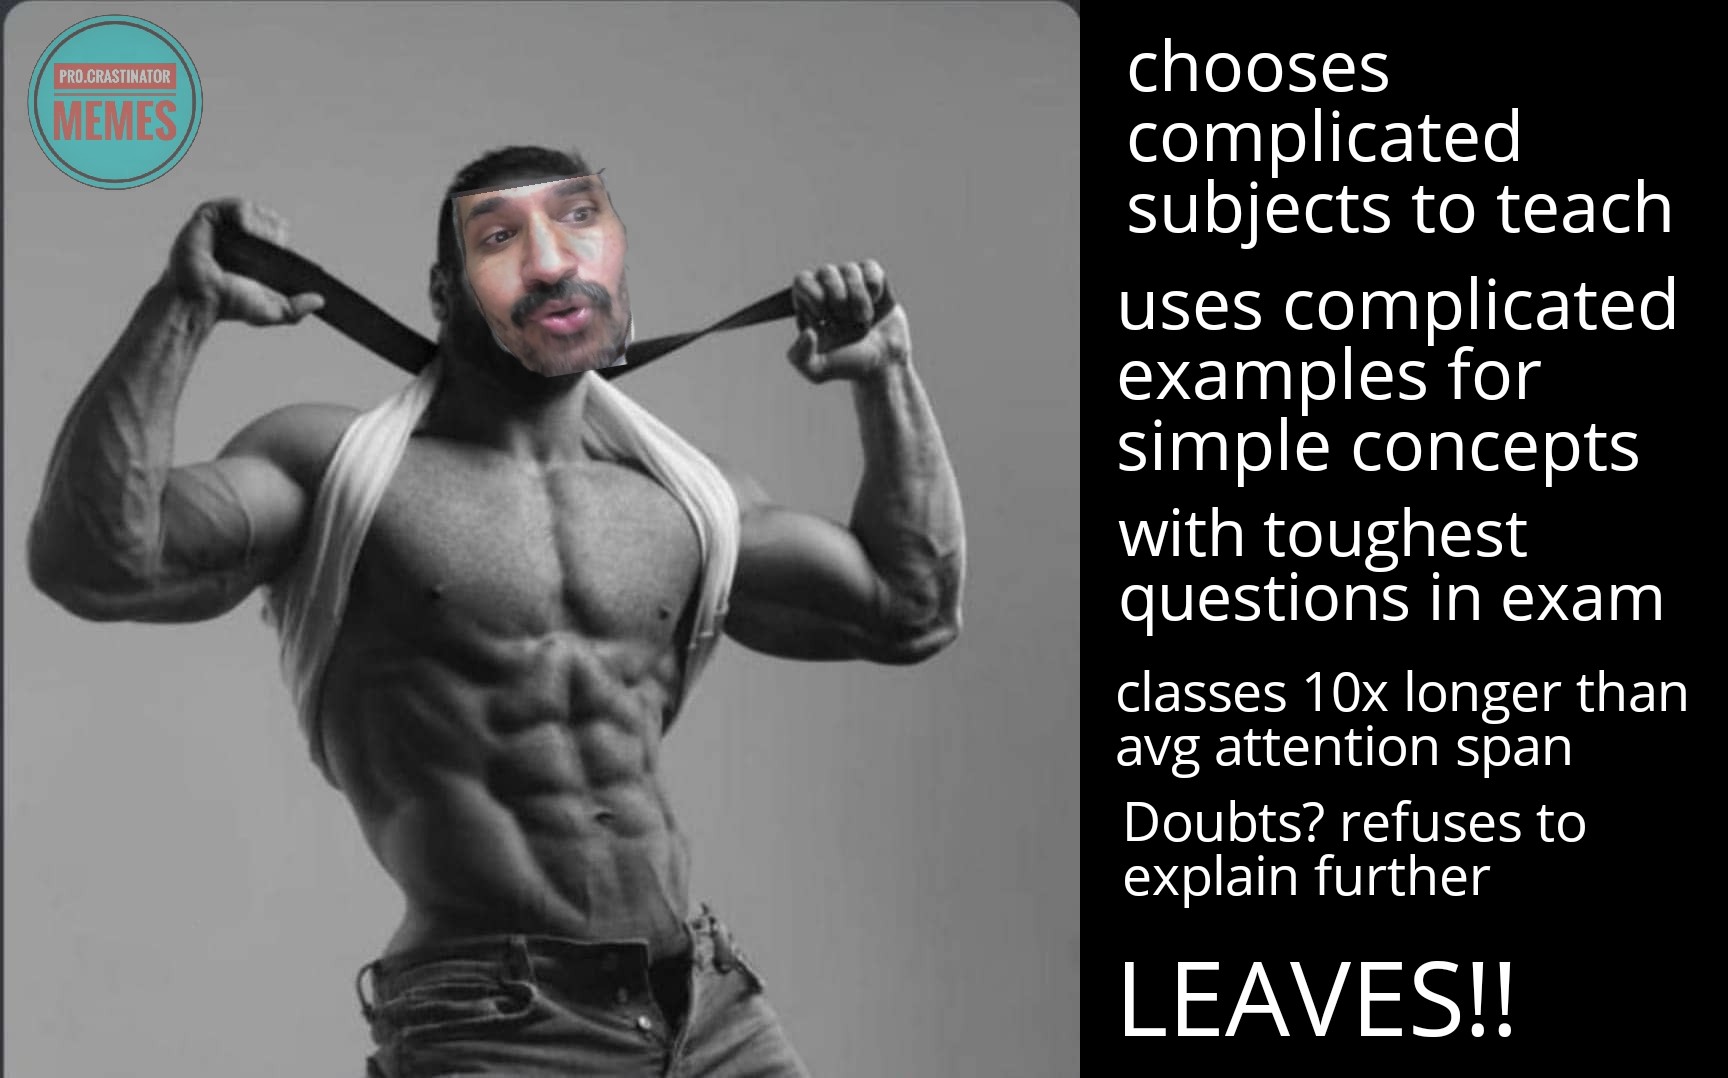 PRO.CRASTINATOR
MEMES
chooses
complicated
subjects to teach
uses complicated
examples for
simple concepts
with toughest
questions in exam
classes 10x longer than
avg attention span
Doubts? refuses to
explain further
LEAVES!!